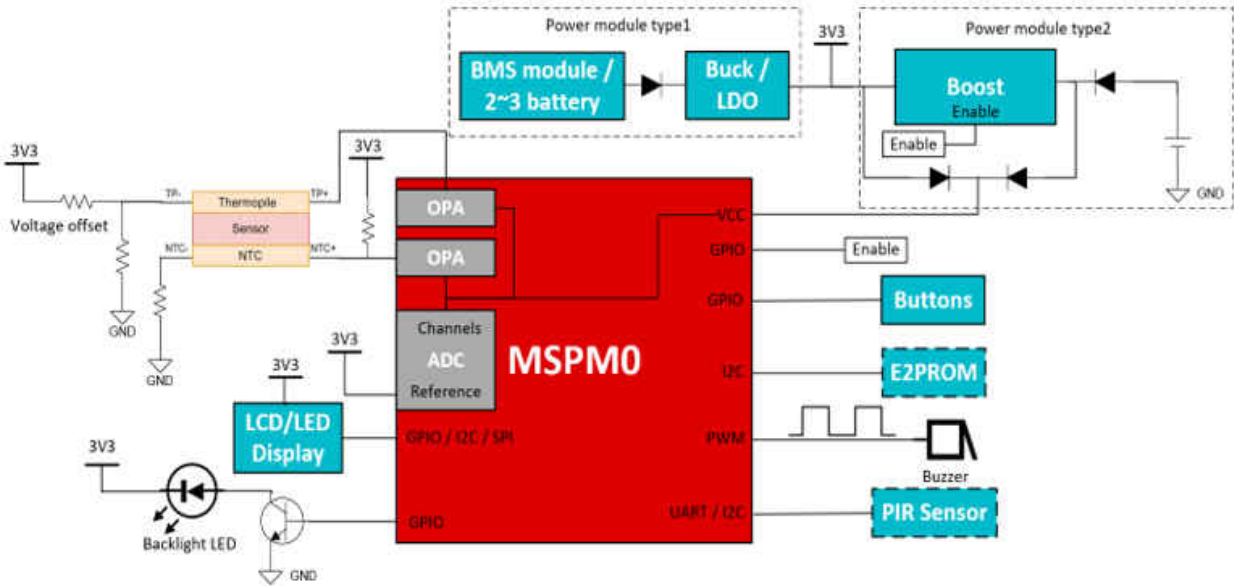 Power module type1
BMS module /
2~3 battery
Buck /
LDO
3V3
Power module type2
Boost
Enable
Enable
GND
3V3
TP-
Thermopile
TP+
Sensor
Voltage offset
NTC-
NTC
NTC+
3V3
GND
GND
OPA
OPA
Channels
ADC
Reference
3V3
MSPM0
VCC
GPIO
Enable
GPIO
Buttons
I2C
E2PROM
PWM
Buzzer
UART / I2C
PIR Sensor
3V3
LCD/LED
Display
GPIO / I2C / SPI
3V3
Backlight LED
GPIO
GND